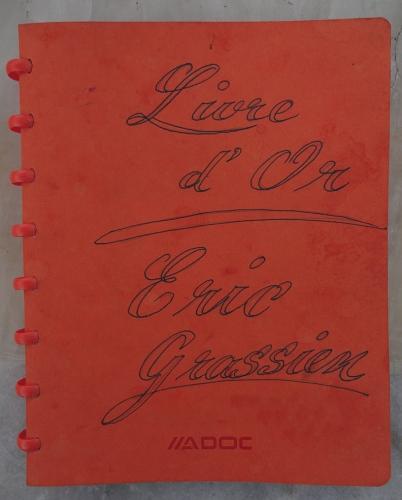 Livre
d'Or
Eric
Grassien
//ADOC